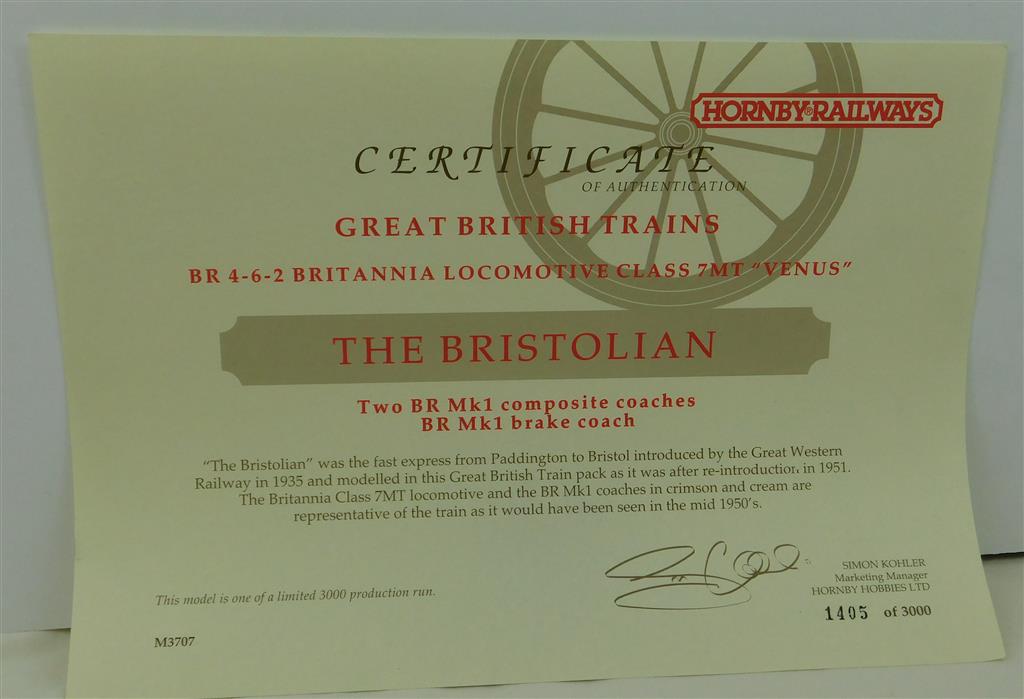 HORNBY®RAILWAYS
CERTIFICATE
OF AUTHENTICATION
GREAT BRITISH TRAINS
BR 4-6-2 BRITANNIA LOCOMOTIVE CLASS 7MT "VENUS"
THE BRISTOLIAN
Two BR Mk1 composite coaches
BR Mk1 brake coach
"The Bristolian" was the fast express from Paddington to Bristol introduced by the Great Western
Railway in 1935 and modelled in this Great British Train pack as it was after re-introduction in 1951.
The Britannia Class 7MT locomotive and the BR Mk1 coaches in crimson and cream are
representative of the train as it would have been seen in the mid 1950's.
SIMON KOHLER
Marketing Manager
HORNBY HOBBIES LTD
This model is one of a limited 3000 production run.
1405 of 3000
M3707